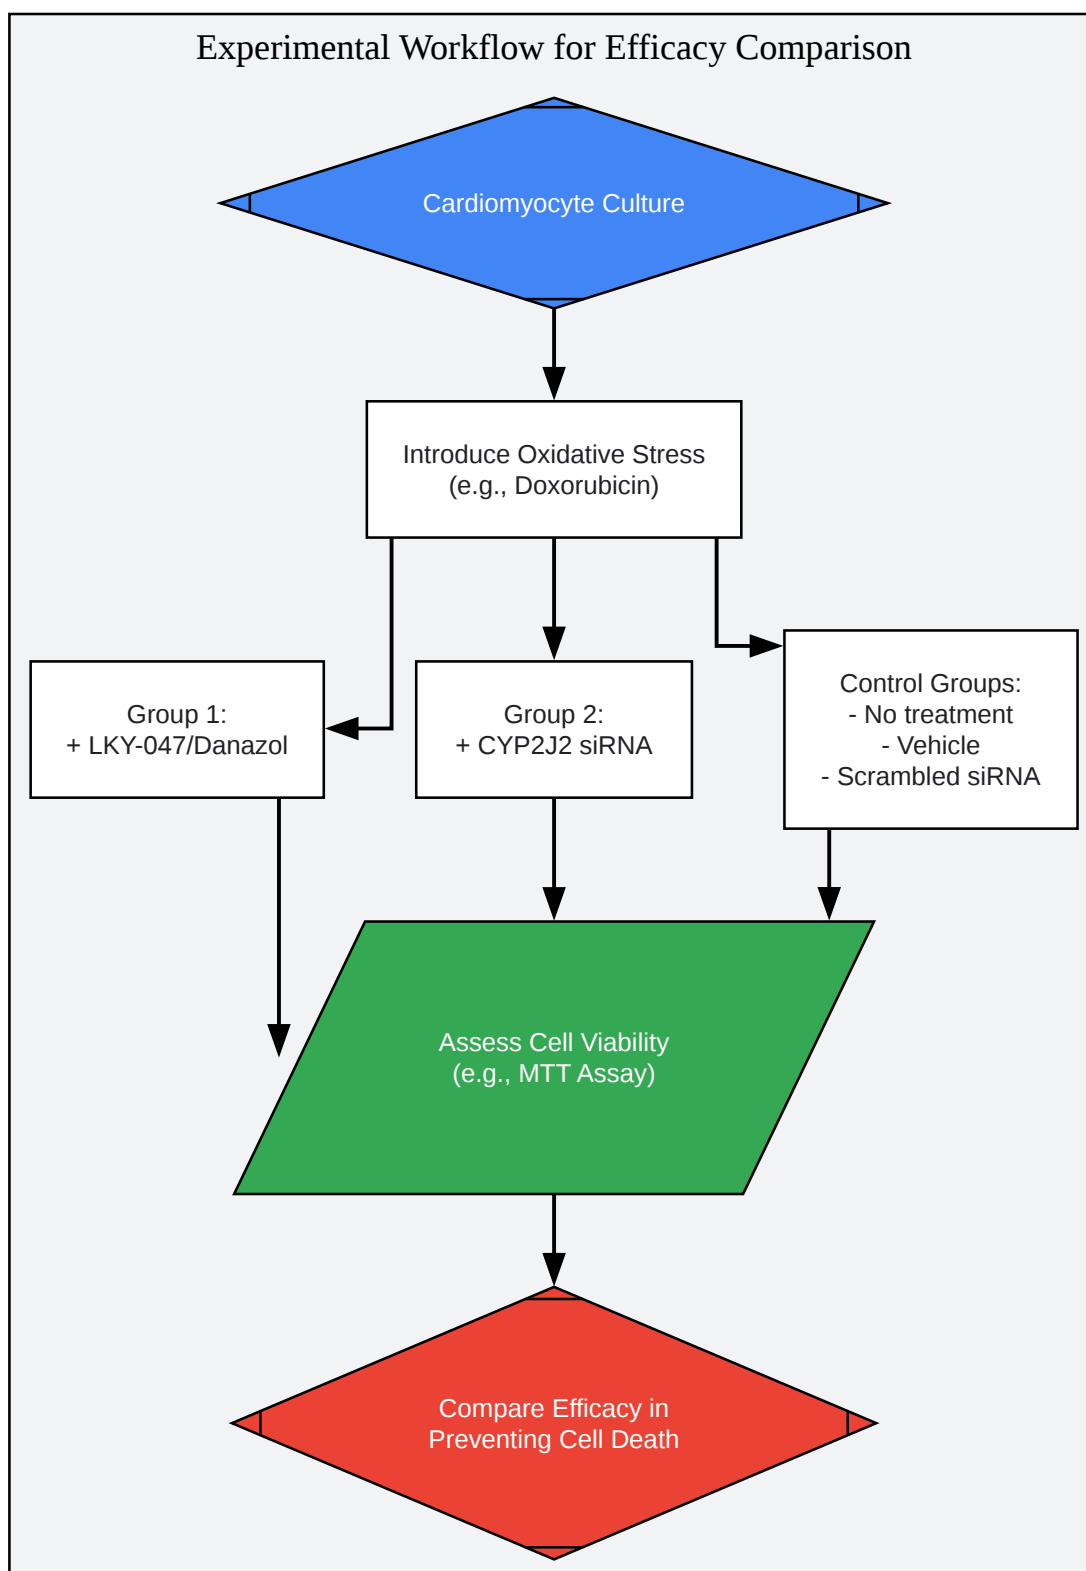 Experimental Workflow for Efficacy Comparison
Cardiomyocyte Culture
Introduce Oxidative Stress
(e.g., Doxorubicin)
Group 1:
+ LKY-047/Danazol
Group 2:
+ CYP2J2 siRNA
Control Groups:
- No treatment
- Vehicle
- Scrambled siRNA
Assess Cell Viability
(e.g., MTT Assay)
Compare Efficacy in
Preventing Cell Death